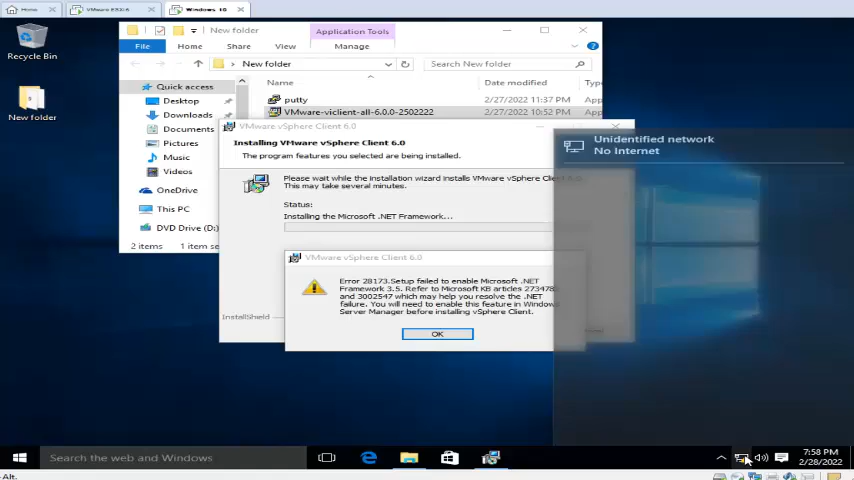 Home
VMware ESXi.6
Windows 10
Recycle Bin
New folder
New folder
Application Tools
File
Home
Share
View
Manage
New folder
Search New folder
Quick access
Desktop
Downloads
Documents
Pictures
Music
Videos
OneDrive
This PC
DVD Drive (D:)
2 items
1 item se
Name
Date modified
putty
2/27/2022 11:37 PM
App
VMware-viclient-all-6.0.0-2502222
2/27/2022 10:52 PM
App
VMware vSphere Client 6.0
Installing VMware vSphere Client 6.0
The program features you selected are being installed.
Please wait while the installation wizard installs VMware vSphere Client 6.0.
This may take several minutes.
Status:
Installing the Microsoft .NET Framework...
InstallShield
VMware vSphere Client 6.0
Error 28173.Setup failed to enable Microsoft .NET
Framework 3.5. Refer to Microsoft KB articles 2734782
and 3002547 which may help you resolve the .NET
failure. You will need to enable this feature in Windows
Server Manager before installing vSphere Client.
OK
Unidentified network
No Internet
Search the web and Windows
7:58 PM
2/28/2022
Alt.